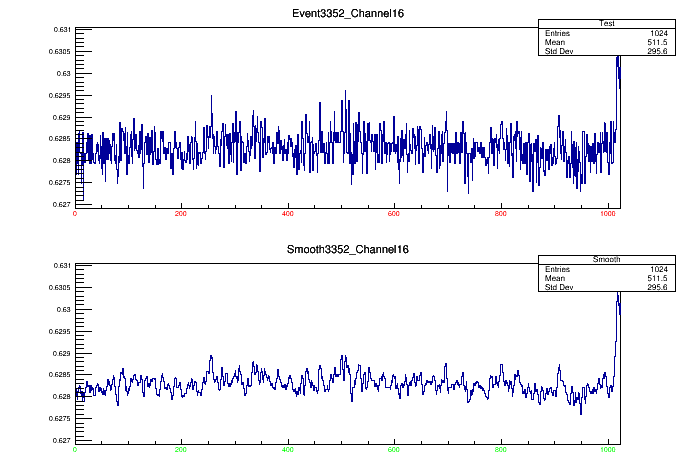 Event3352_Channel16
Test
Entries 1024
Mean 511.5
Std Dev 295.6
0.631
0.6305
0.63
0.6295
0.629
0.6285
0.628
0.6275
0.627
0 200 400 600 800 1000
Smooth3352_Channel16
Smooth
Entries 1024
Mean 511.5
Std Dev 295.6
0.631
0.6305
0.63
0.6295
0.629
0.6285
0.628
0.6275
0.627
0 200 400 600 800 1000